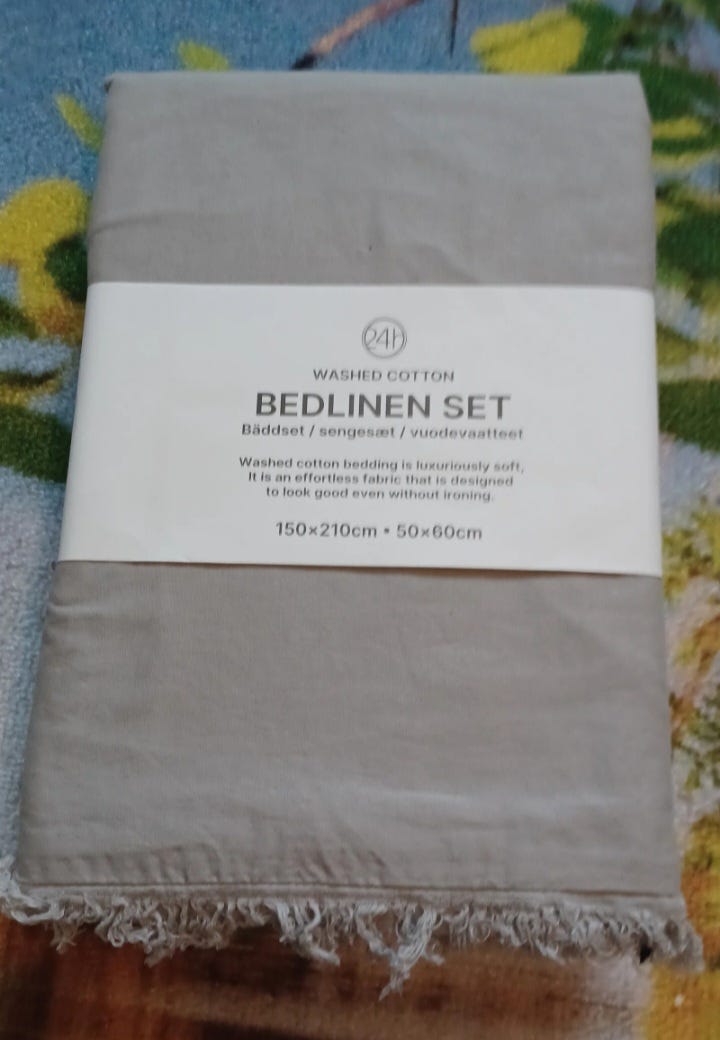 24h
WASHED COTTON
BEDLINEN SET
Bäddset / sengesæt / vuodevaatteet
Washed cotton bedding is luxuriously soft,
It is an effortless fabric that is designed
to look good even without ironing.
150×210cm • 50×60cm